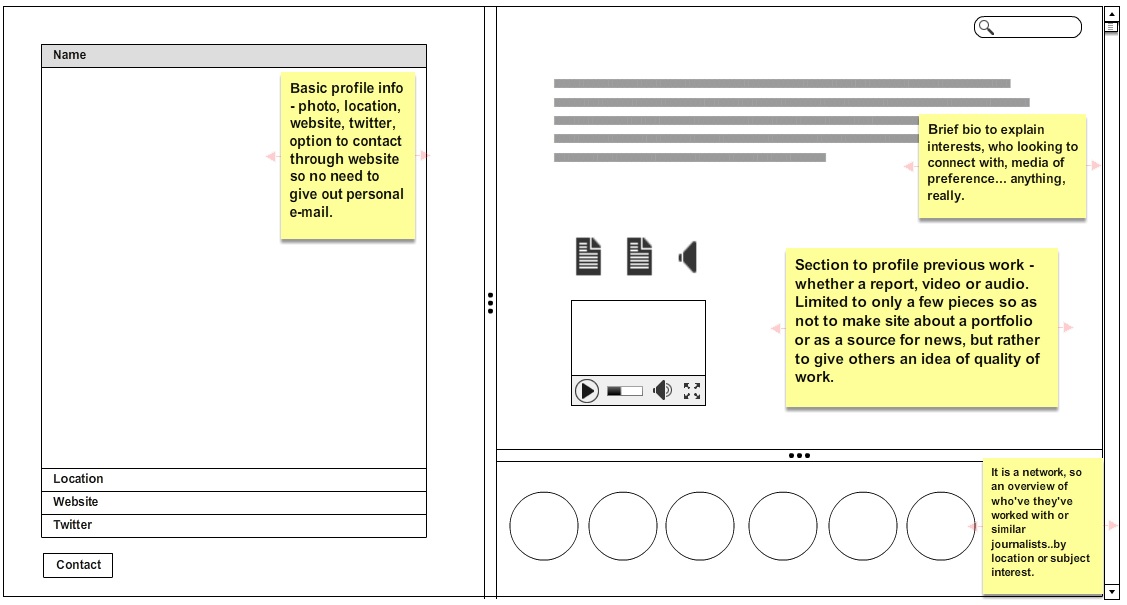 Name
Basic profile info
- photo, location,
website, twitter,
option to contact
through website
so no need to
give out personal
e-mail.
Location
Website
Twitter
Contact
Brief bio to explain
interests, who looking to
connect with, media of
preference... anything,
really.
Section to profile previous work -
whether a report, video or audio.
Limited to only a few pieces so as
not to make site about a portfolio
or as a source for news, but rather
to give others an idea of quality of
work.
It is a network, so
an overview of
who've they've
worked with or
similar
journalists..by
location or subject
interest.